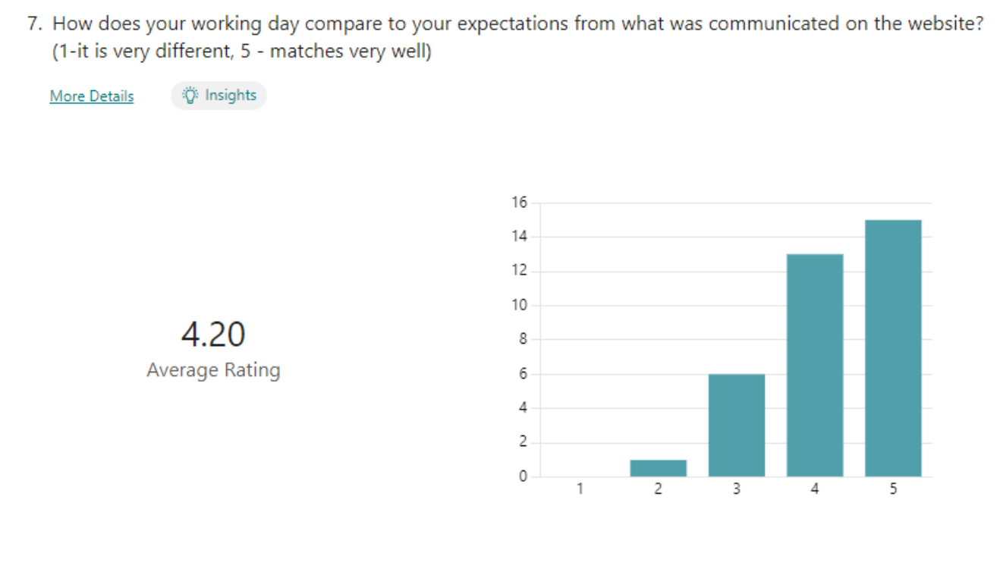 7. How does your working day compare to your expectations from what was communicated on the website?
(1-it is very different, 5 - matches very well)
More Details
Insights
4.20
Average Rating
16
14
12
10
8
6
4
2
0
1 2 3 4 5